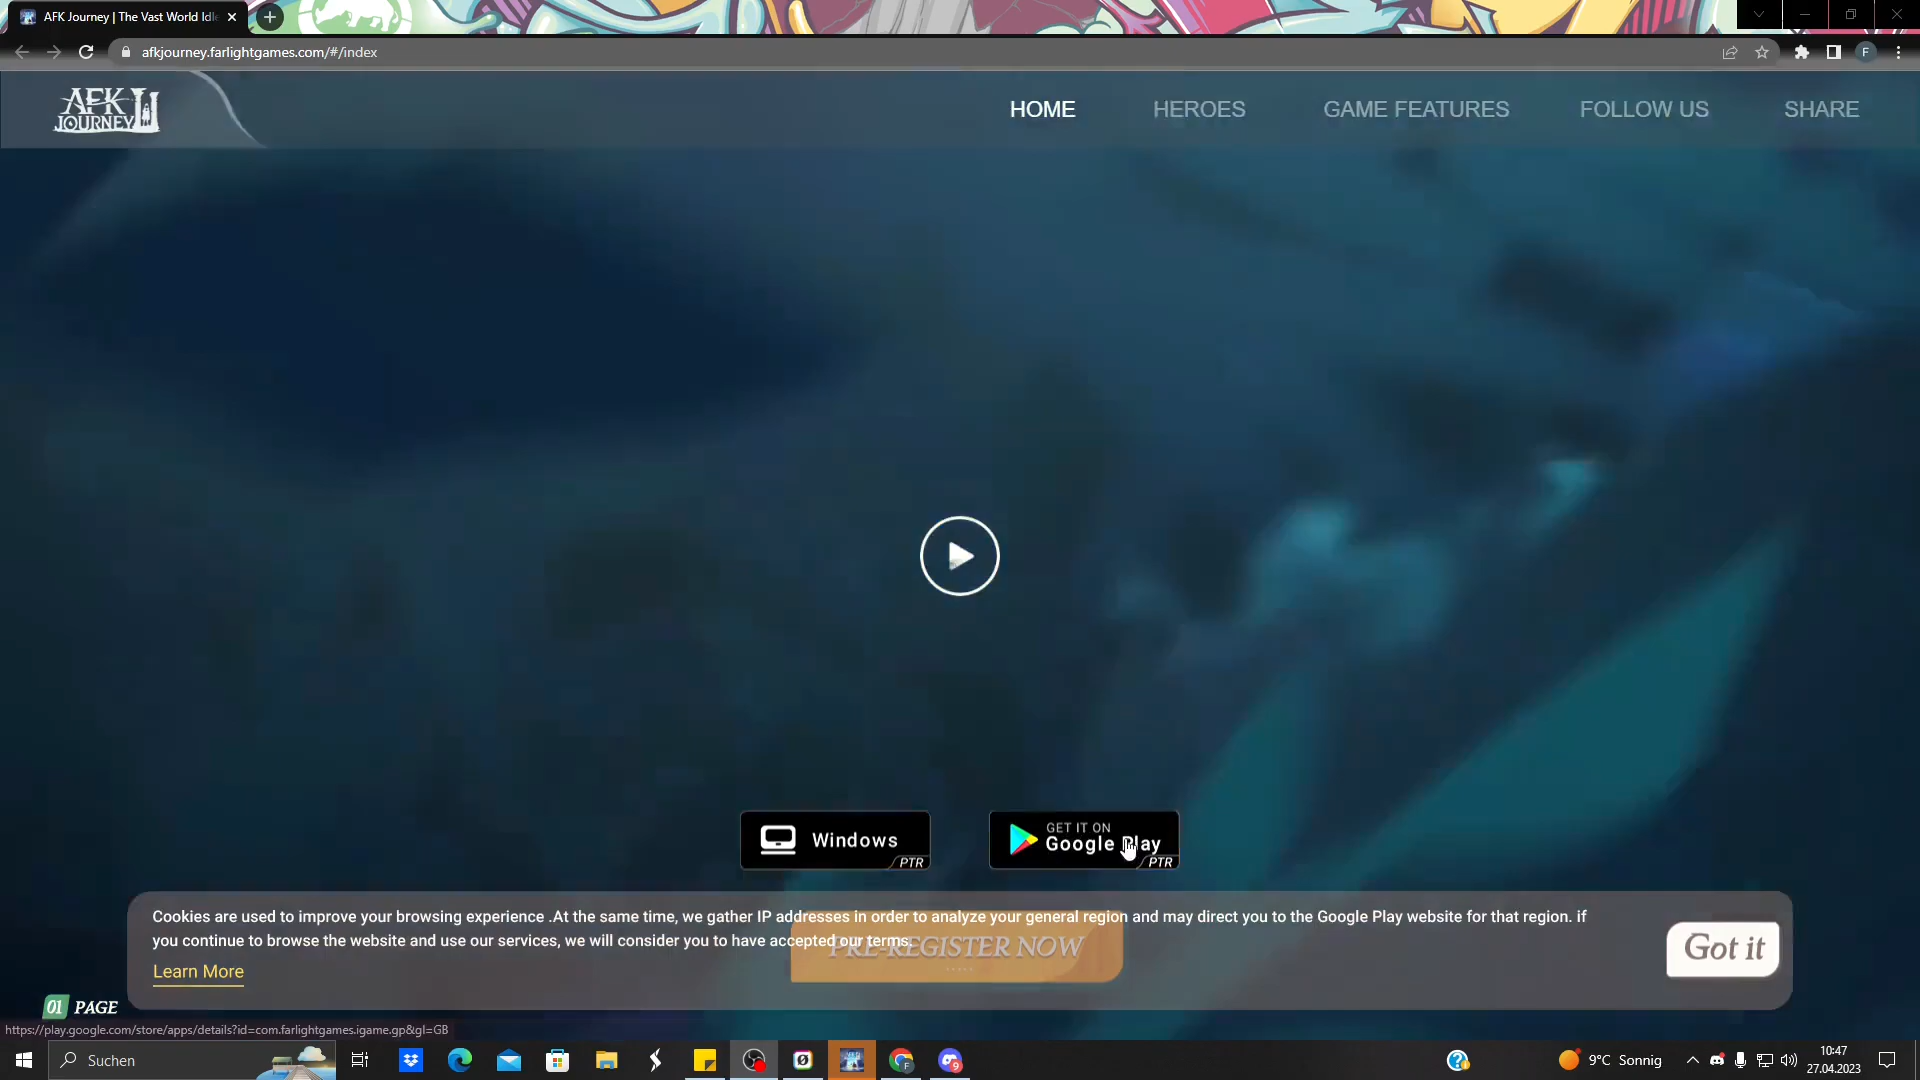 AFK Journey | The Vast World Idle
afkjourney.farlightgames.com/#/index
F
AFK
JOURNEY
HOME
HEROES
GAME FEATURES
FOLLOW US
SHARE
Windows
PTR
GET IT ON
Google Play
PTR
Cookies are used to improve your browsing experience .At the same time, we gather IP addresses in order to analyze your general region and may direct you to the Google Play website for that region. if
you continue to browse the website and use our services, we will consider you to have accepted our terms.
PRE-REGISTER NOW
Learn More
Got it
01 PAGE
https://play.google.com/store/apps/details?id=com.farlightgames.igame.gp&gl=GB
Suchen
9
9°C Sonnig
10:47
27.04.2023